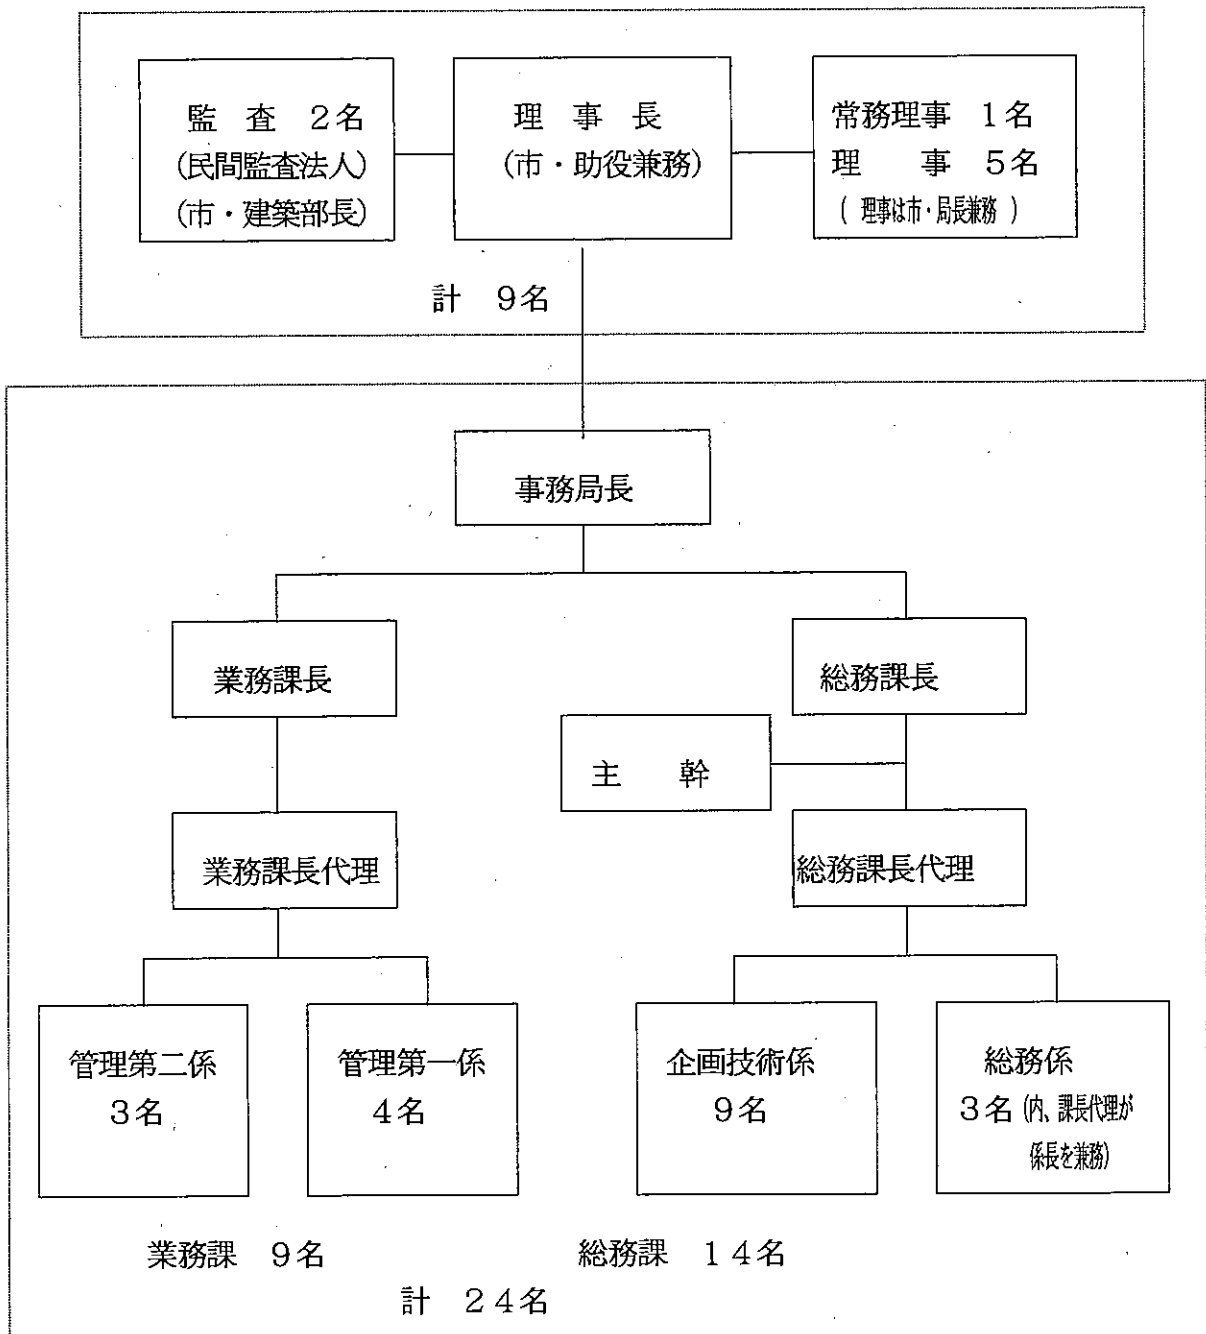 監　査　２名
(民間監査法人)
(市・建築部長)
理　事　長
(市・助役兼務)
常務理事　１名
理　　事　５名
（ 理事は市・局長兼務 ）
計　９名
事務局長
業務課長
総務課長
主　　幹
業務課長代理
総務課長代理
管理第二係
３名
管理第一係
４名
企画技術係
９名
総務係
３名 (内、課長代理が
係長を兼務)
業務課　９名
総務課　１４名
計　２４名